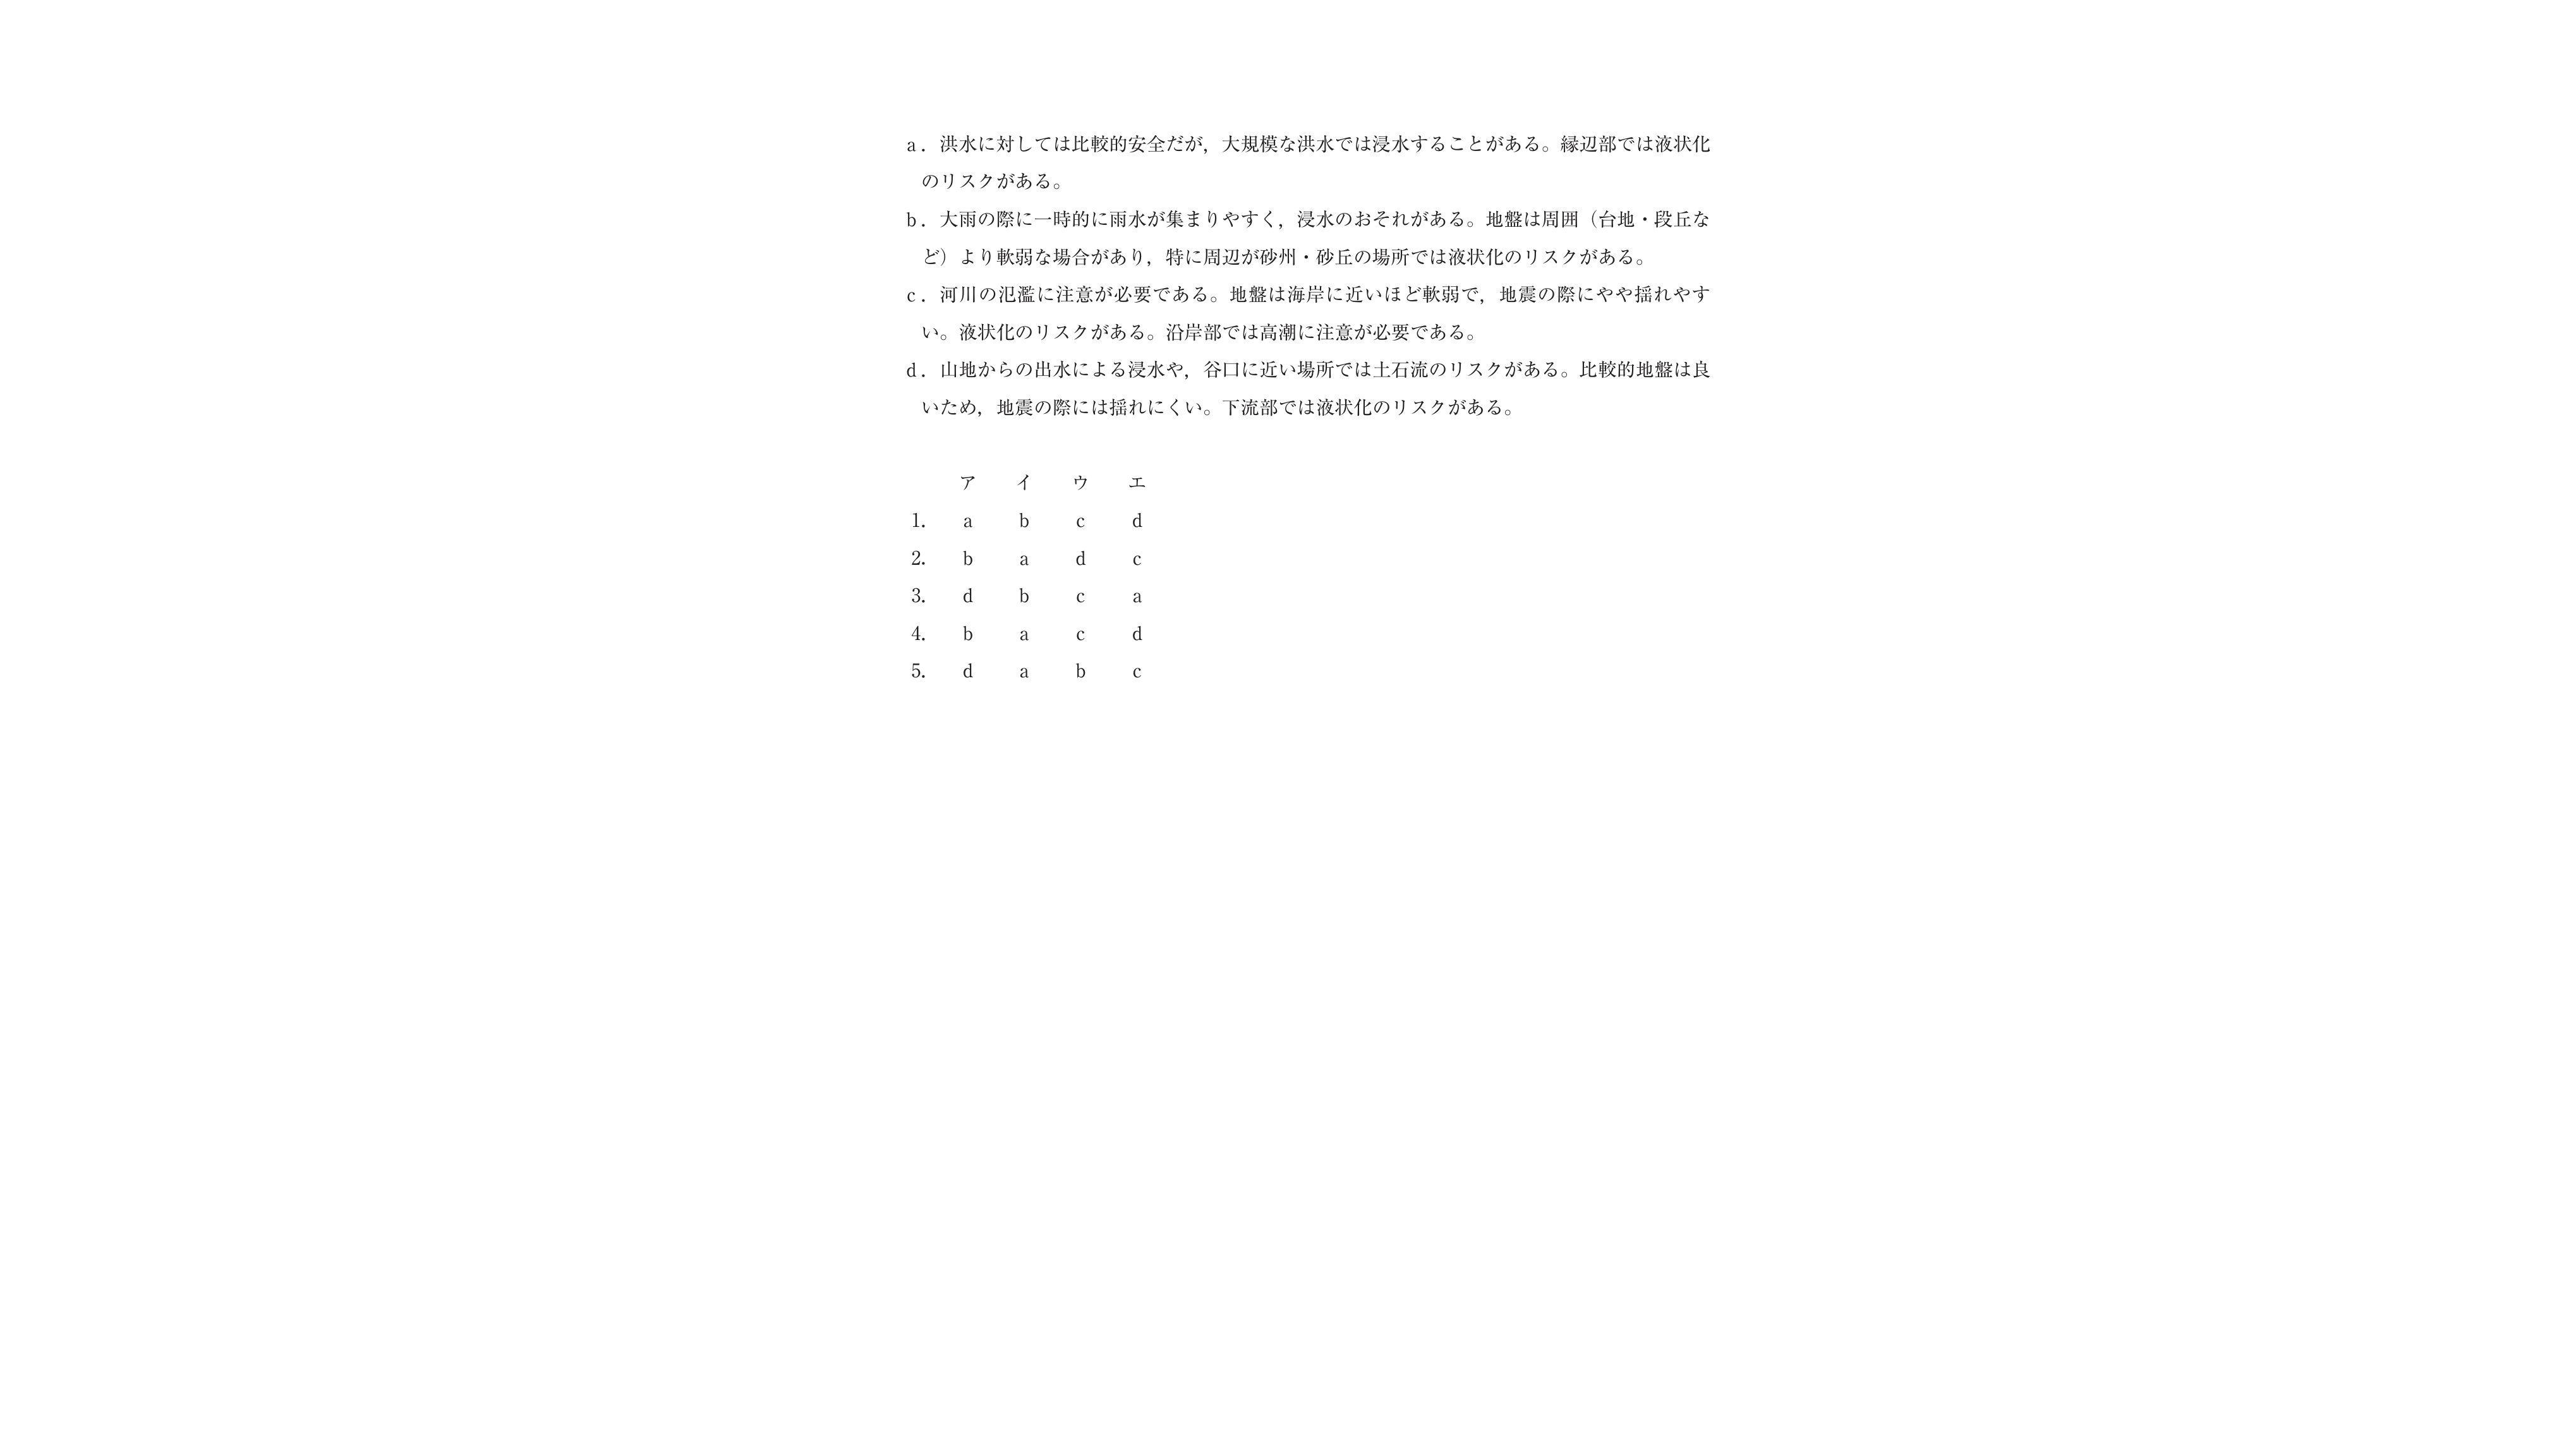 a．洪水に対しては比較的安全だが，大規模な洪水では浸水することがある。縁辺部では液状化
のリスクがある。
b．大雨の際に一時的に雨水が集まりやすく，浸水のおそれがある。地盤は周囲（台地・段丘な
ど）より軟弱な場合があり，特に周辺が砂州・砂丘の場所では液状化のリスクがある。
c．河川の氾濫に注意が必要である。地盤は海岸に近いほど軟弱で，地震の際にやや揺れやす
い。液状化のリスクがある。沿岸部では高潮に注意が必要である。
d．山地からの出水による浸水や，谷口に近い場所では土石流のリスクがある。比較的地盤は良
いため，地震の際には揺れにくい。下流部では液状化のリスクがある。
ア イ ウ エ
1. a b c d
2. b a d c
3. d b c a
4. b a c d
5. d a b c